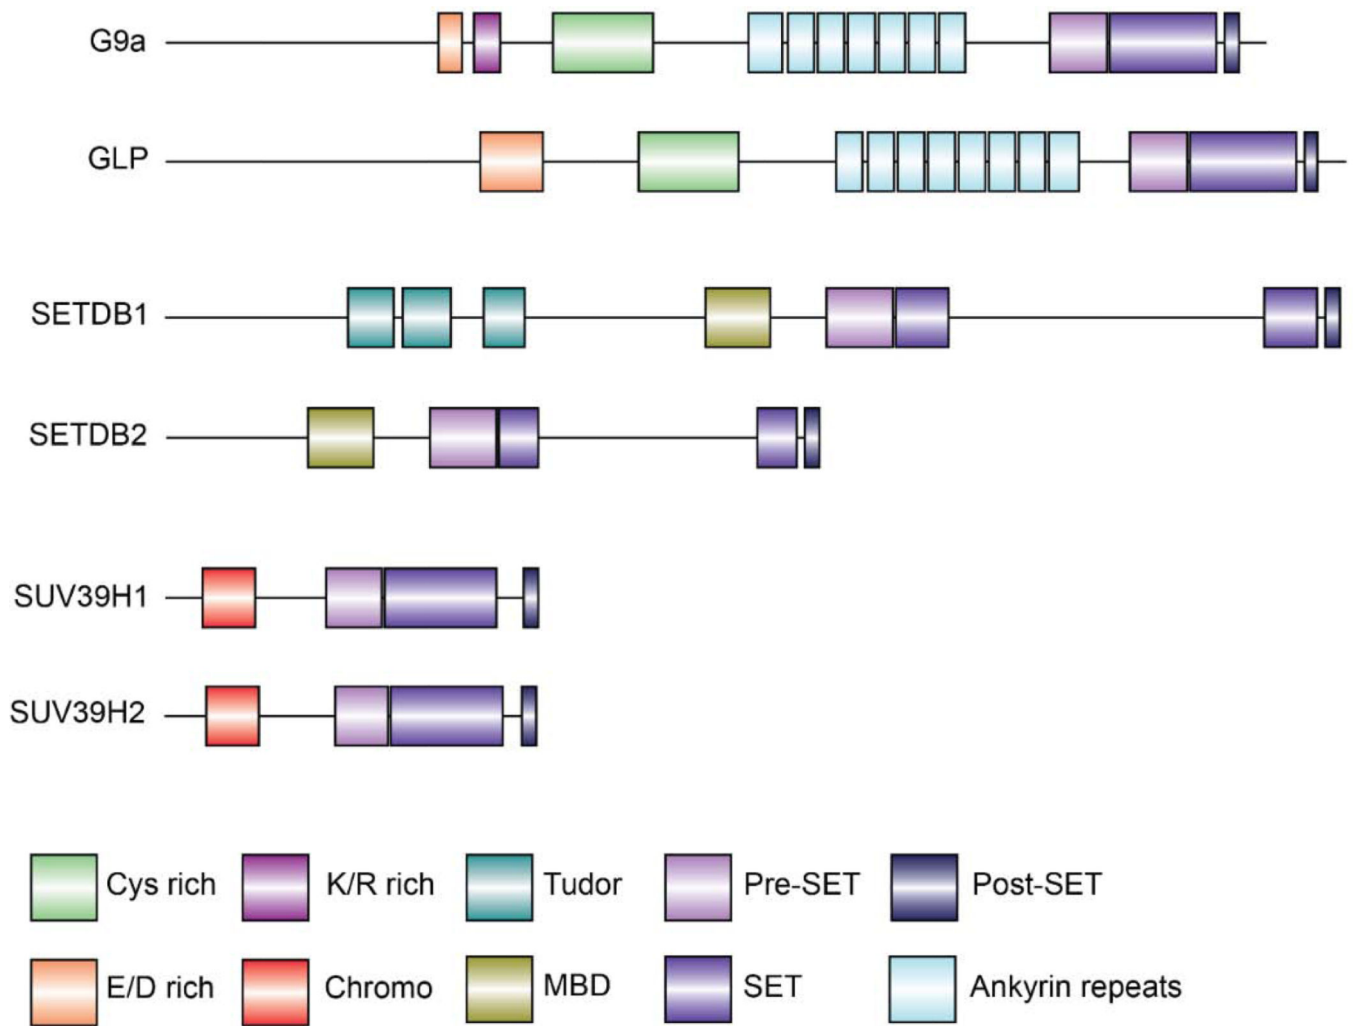 G9a
GLP
SETDB1
SETDB2
SUV39H1
SUV39H2
Cys rich K/R rich Tudor Pre-SET Post-SET
E/D rich Chromo MBD SET Ankyrin repeats